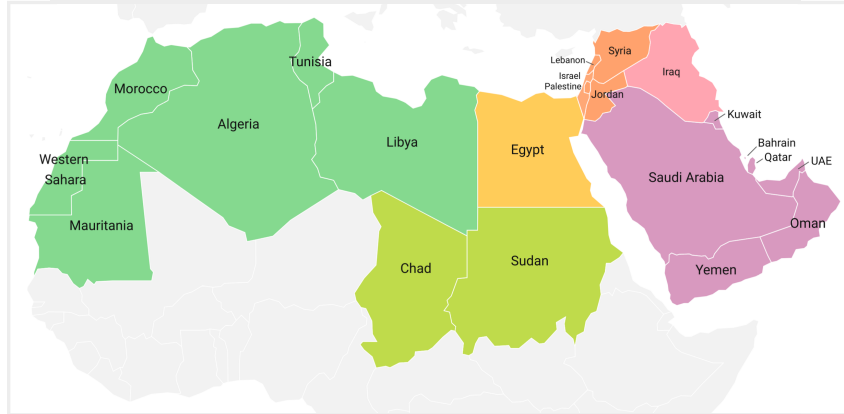 Syria
Lebanon
Tunisia
Iraq
Israel
Palestine
Morocco
Jordan
Kuwait
Algeria
Libya
Bahrain
Egypt
Qatar
Western
Sahara
UAE
Saudi Arabia
Mauritania
Oman
Sudan
Chad
Yemen